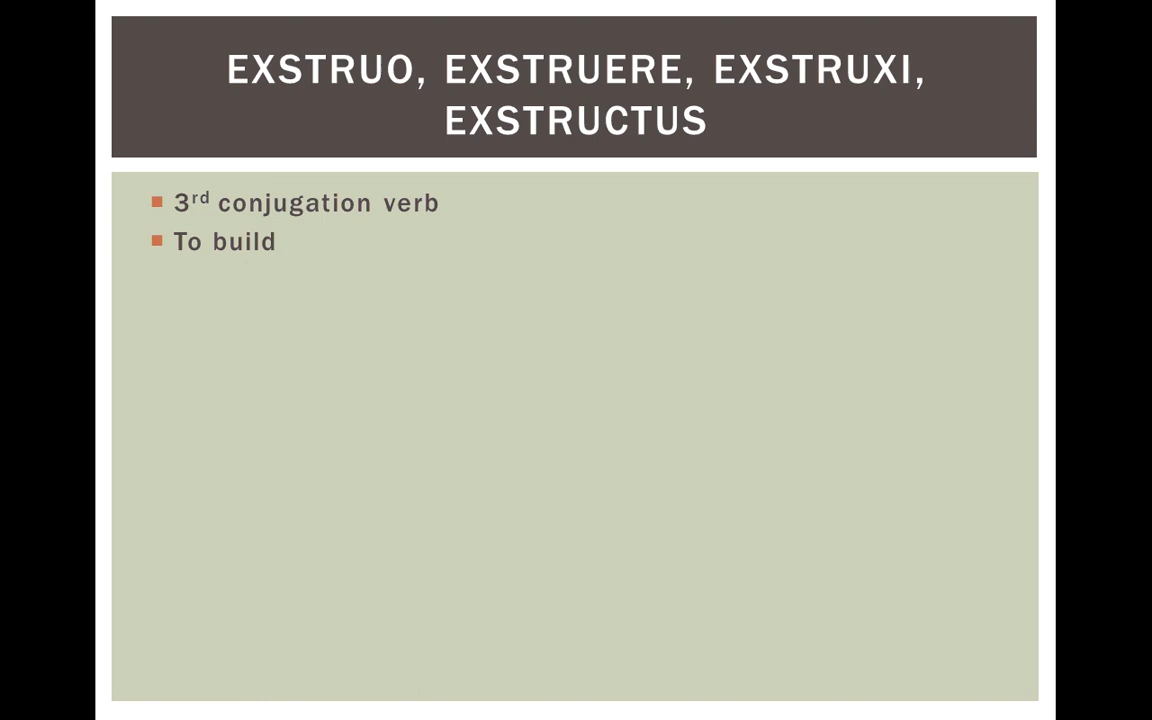 EXSTRUO, EXSTRUERE, EXSTRUXI,
EXSTRUCTUS
3rd conjugation verb
To build